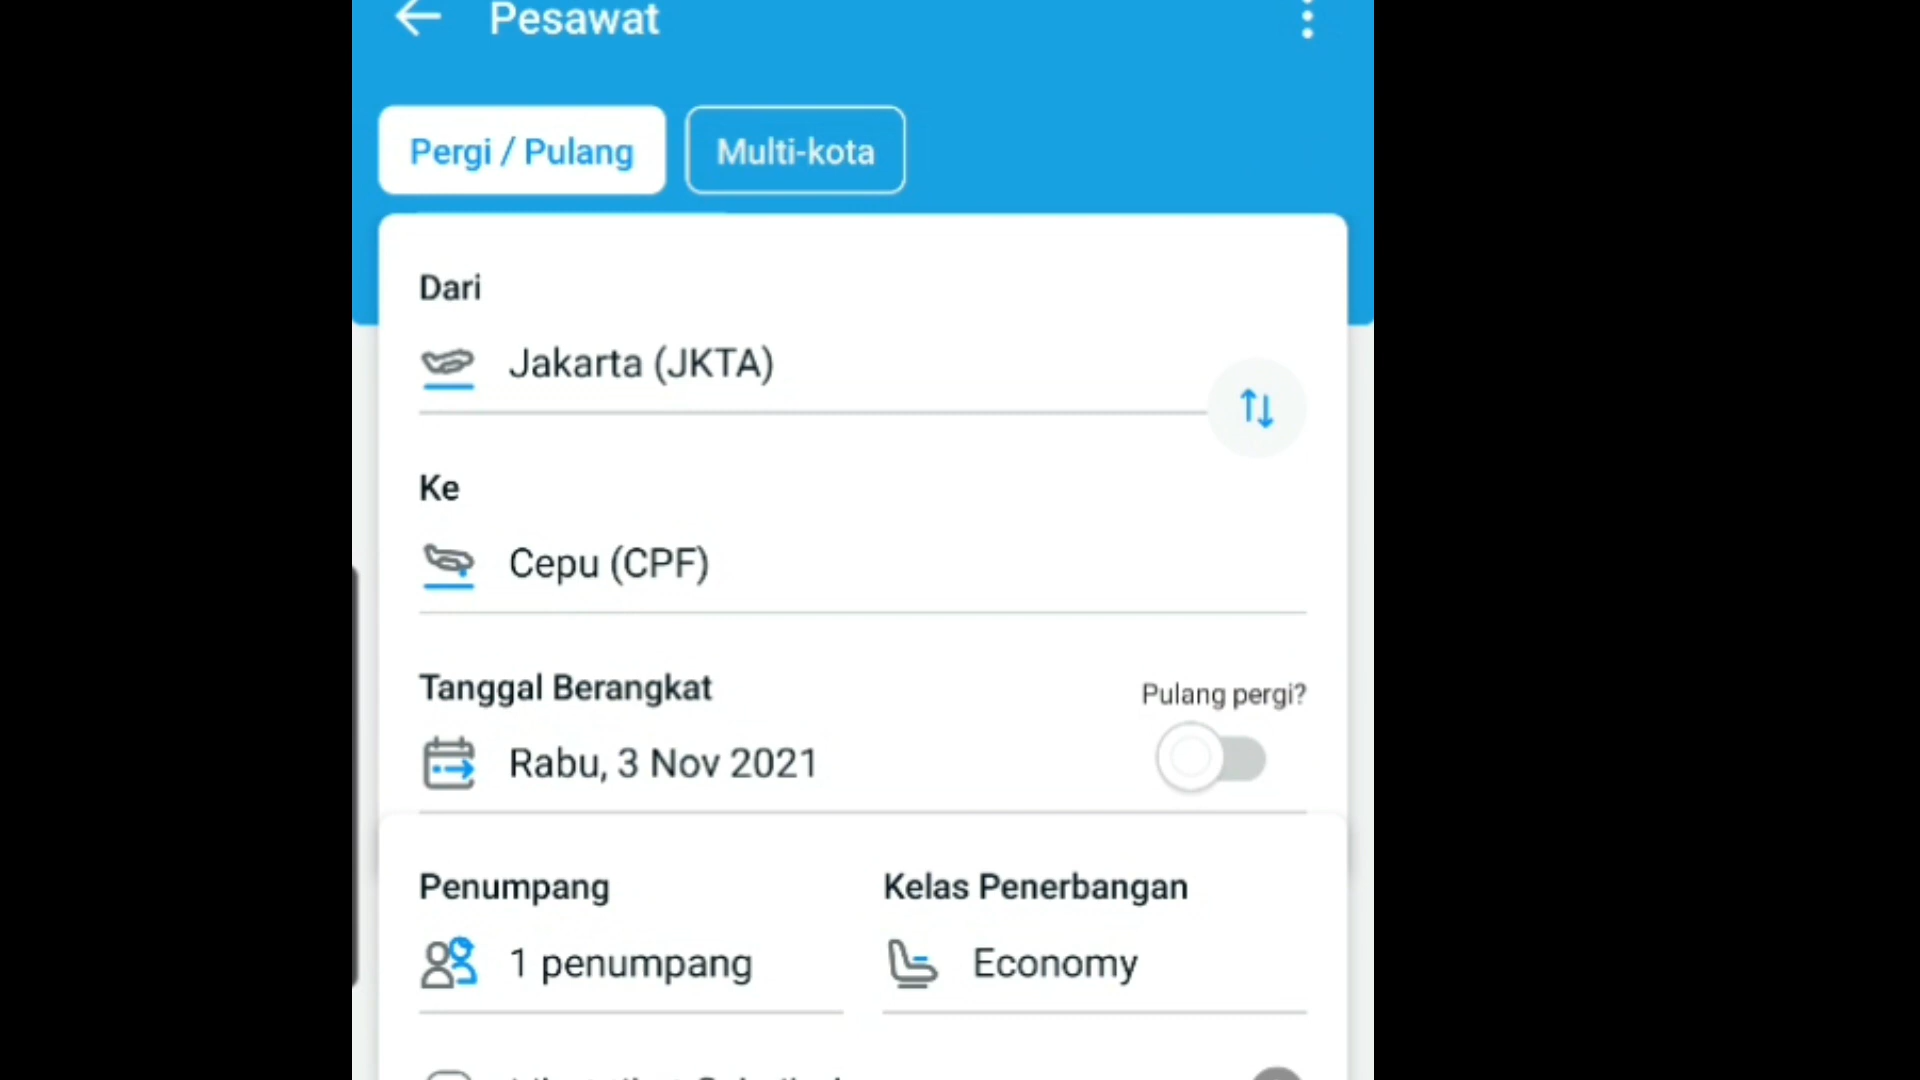 Pesawat
Pergi / Pulang
Multi-kota
Dari
Jakarta (JKTA)
Ke
Cepu (CPF)
Tanggal Berangkat
Pulang pergi?
Rabu, 3 Nov 2021
Penumpang
Kelas Penerbangan
1 penumpang
Economy